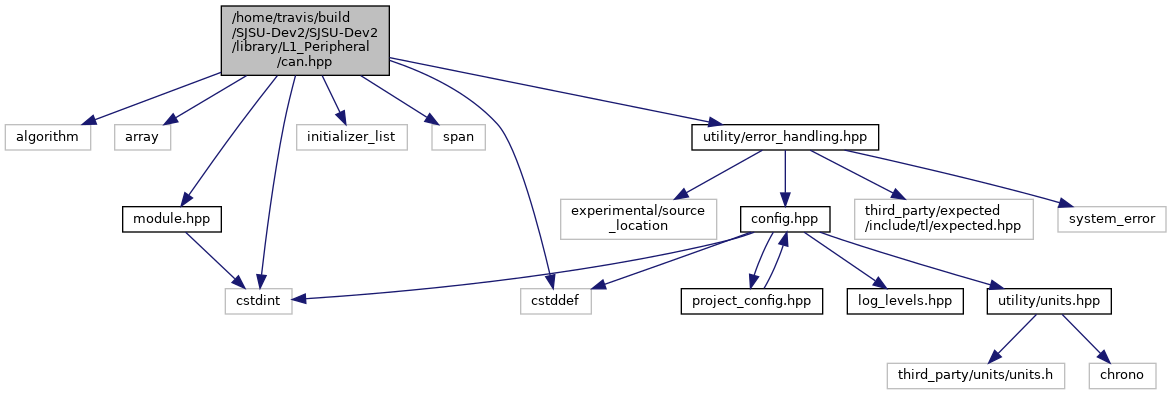 /home/travis/build
/SJSU-Dev2/SJSU-Dev2
/library/L1_Peripheral
/can.hpp
algorithm
array
initializer_list
span
utility/error_handling.hpp
module.hpp
experimental/source
_location
config.hpp
third_party/expected
/include/tl/expected.hpp
system_error
cstdint
cstddef
project_config.hpp
log_levels.hpp
utility/units.hpp
third_party/units/units.h
chrono